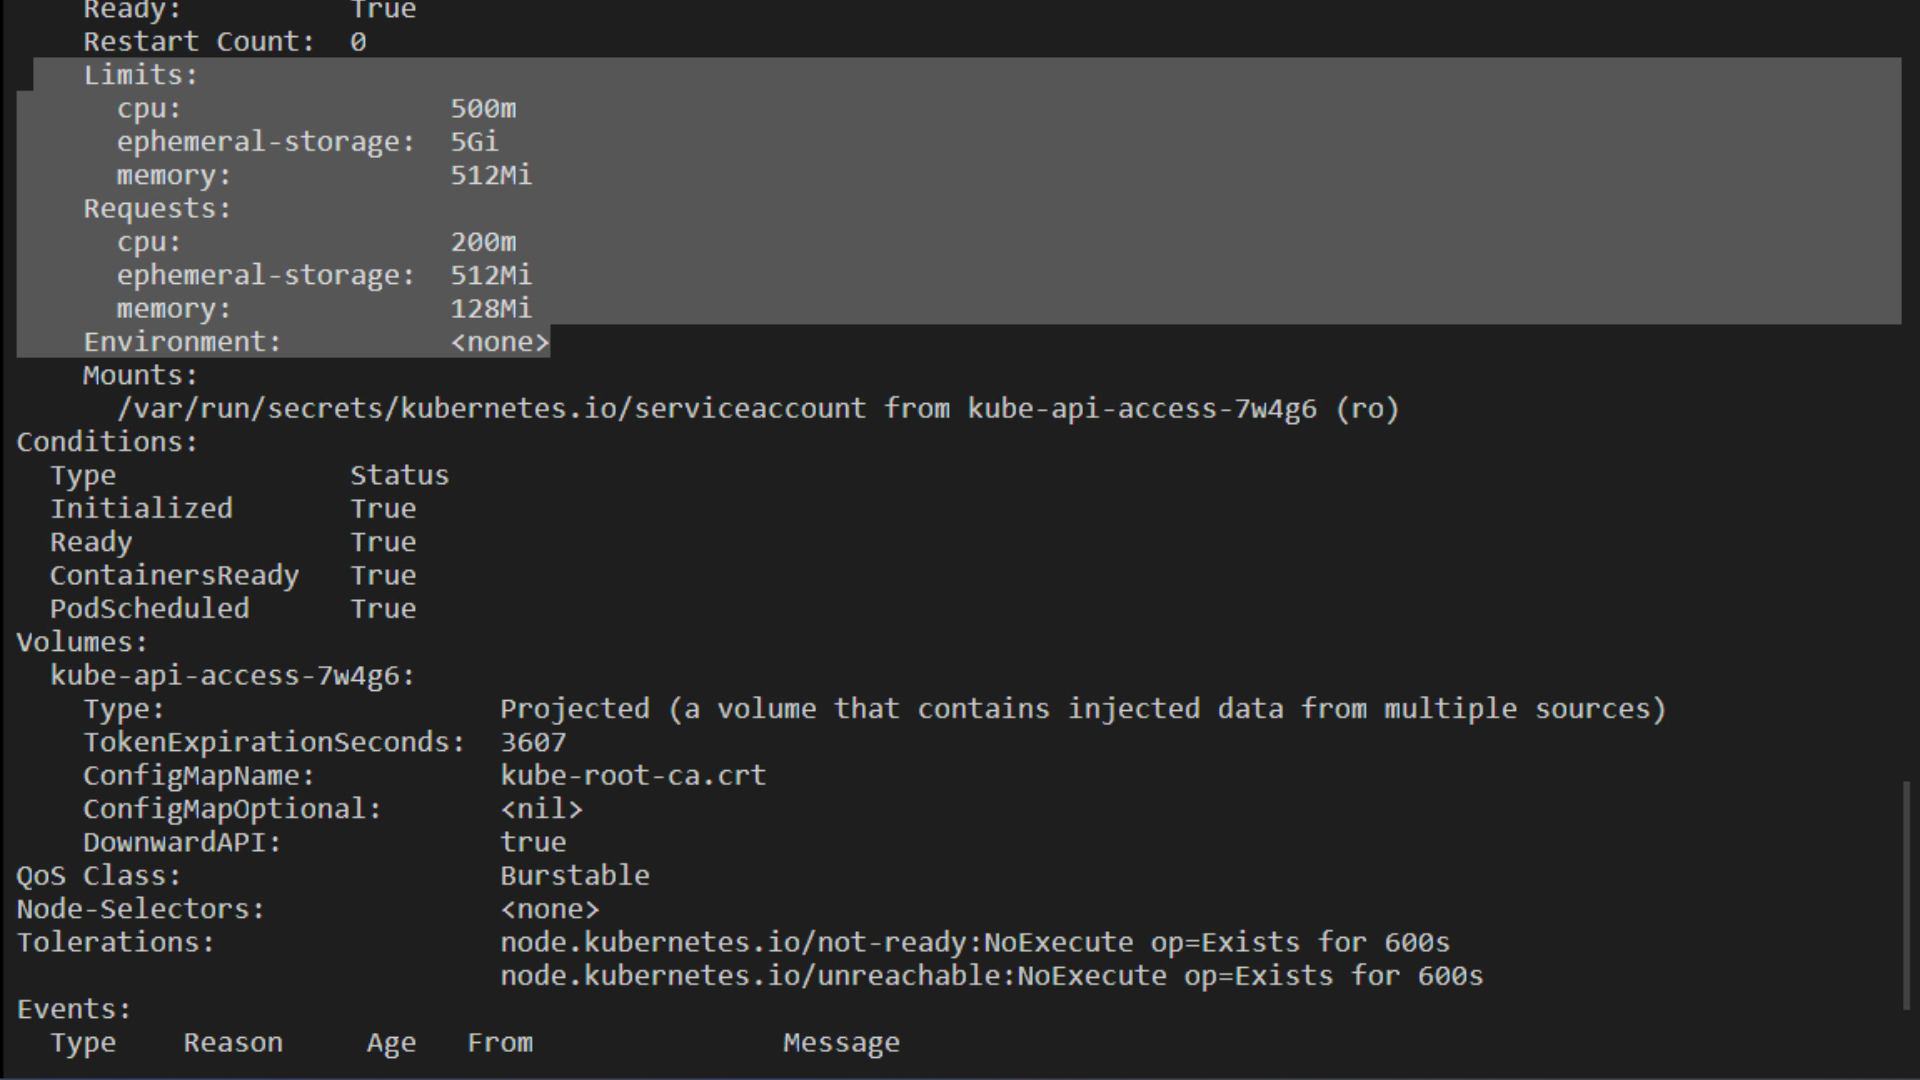 Ready: True
Restart Count: 0
Limits:
cpu: 500m
ephemeral-storage: 5Gi
memory: 512Mi
Requests:
cpu: 200m
ephemeral-storage: 512Mi
memory: 128Mi
Environment: <none>
Mounts:
/var/run/secrets/kubernetes.io/serviceaccount from kube-api-access-7w4g6 (ro)
Conditions:
Type Status
Initialized True
Ready True
ContainersReady True
PodScheduled True
Volumes:
kube-api-access-7w4g6:
Type: Projected (a volume that contains injected data from multiple sources)
TokenExpirationSeconds: 3607
ConfigMapName: kube-root-ca.crt
ConfigMapOptional: <nil>
DownwardAPI: true
QoS Class: Burstable
Node-Selectors: <none>
Tolerations: node.kubernetes.io/not-ready:NoExecute op=Exists for 600s
node.kubernetes.io/unreachable:NoExecute op=Exists for 600s
Events:
Type Reason Age From Message